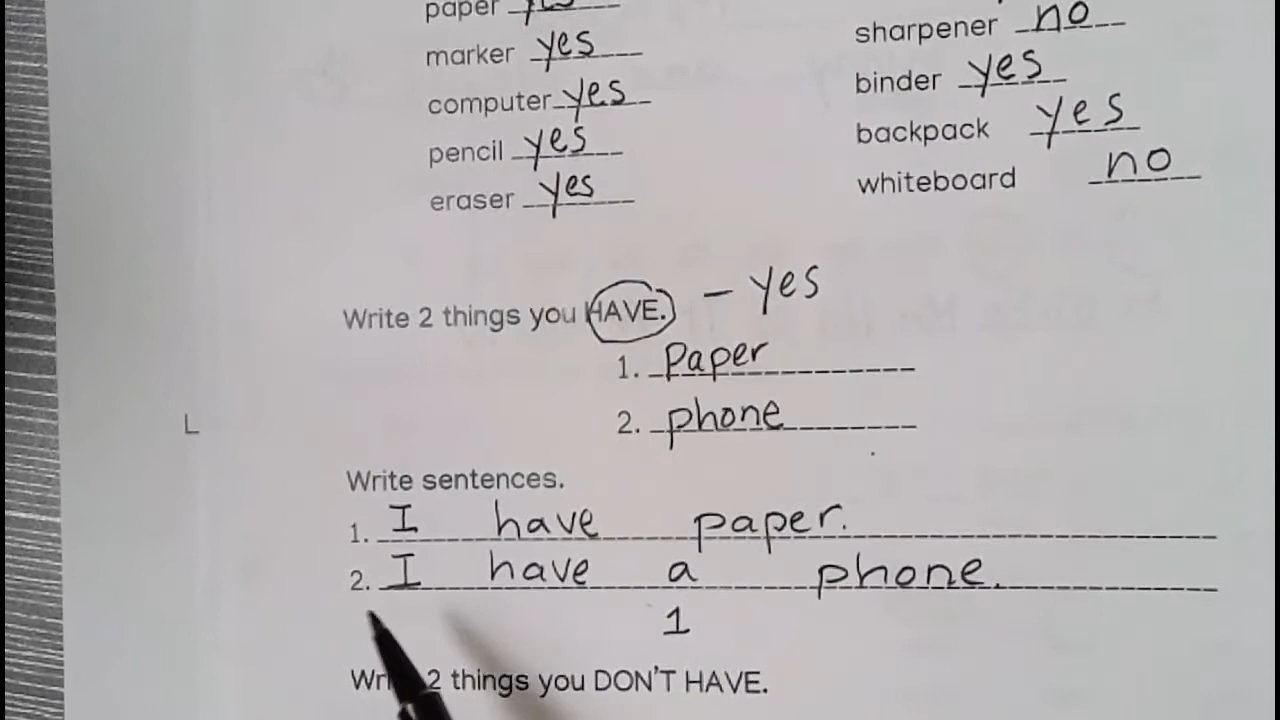 paper yes
marker yes
computer yes
pencil yes
eraser yes
sharpener no
binder yes
backpack yes
whiteboard no
Write 2 things you HAVE. – yes
1. Paper
2. phone
L
Write sentences.
1. I have paper.
2. I have a phone.
1
Write 2 things you DON'T HAVE.